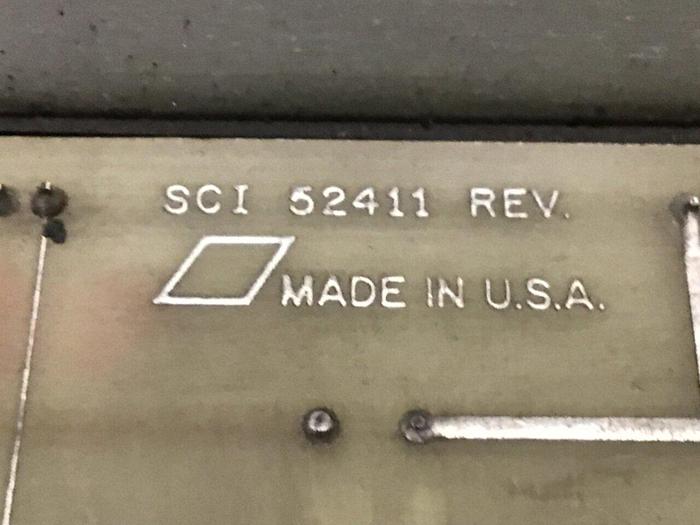 SCI 52411 REV.
MADE IN U.S.A.